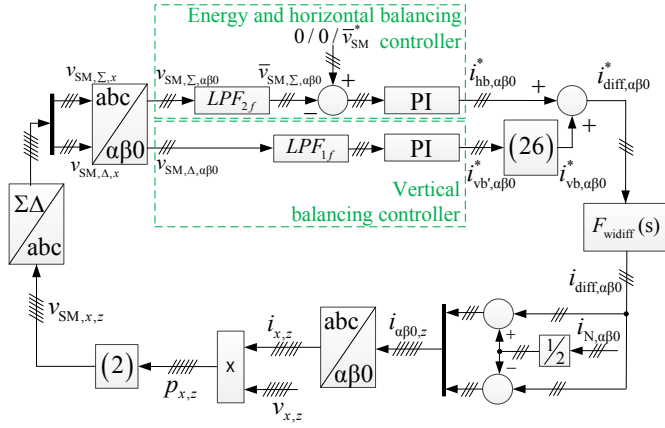 Energy and horizontal balancing
controller
0/0/v̅*SM
vSM,Σ,x
vSM,Σ,αβ0
v̅SM,Σ,αβ0
i*hb,αβ0
i*diff,αβ0
abc
αβ0
LPF2f
+
−
PI
+
+
vSM,Δ,x
vSM,Δ,αβ0
LPF1f
PI
i*vb',αβ0
(26)
i*vb,αβ0
Vertical
balancing controller
ΣΔ
abc
Fwidiff(s)
idiff,αβ0
vSM,x,z
(2)
px,z
x
ix,z
vx,z
abc
αβ0
iαβ0,z
+
−
1/2
iN,αβ0